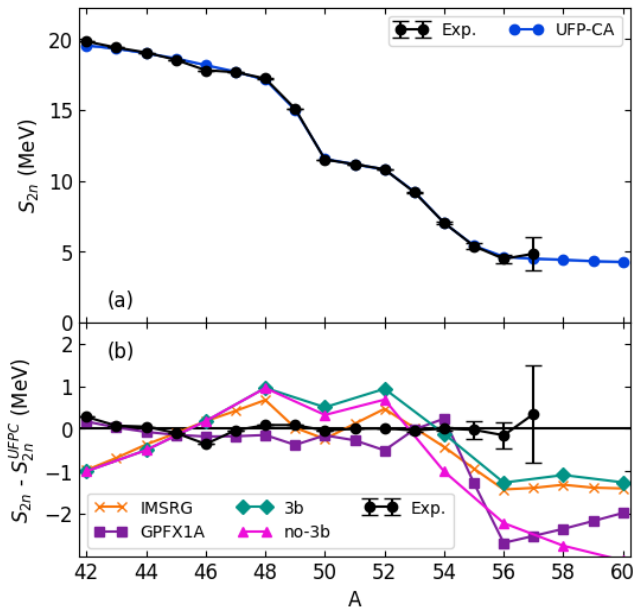 20
15
10
5
0
S2n (MeV)
Exp.
UFP-CA
(a)
2
1
0
−1
−2
S2n - S2n^UFPC (MeV)
(b)
IMSRG
3b
Exp.
GPFX1A
no-3b
42 44 46 48 50 52 54 56 58 60
A